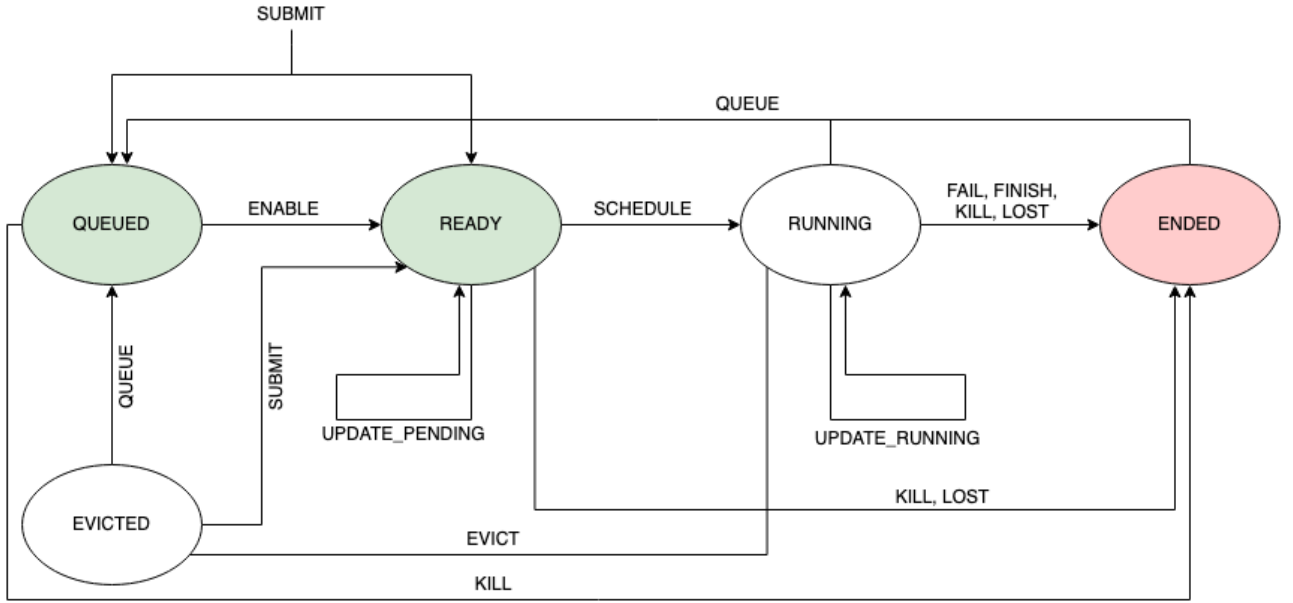 SUBMIT
QUEUE
QUEUED
ENABLE
READY
SCHEDULE
RUNNING
FAIL, FINISH,
KILL, LOST
ENDED
QUEUE
SUBMIT
UPDATE_PENDING
UPDATE_RUNNING
KILL, LOST
EVICTED
EVICT
KILL